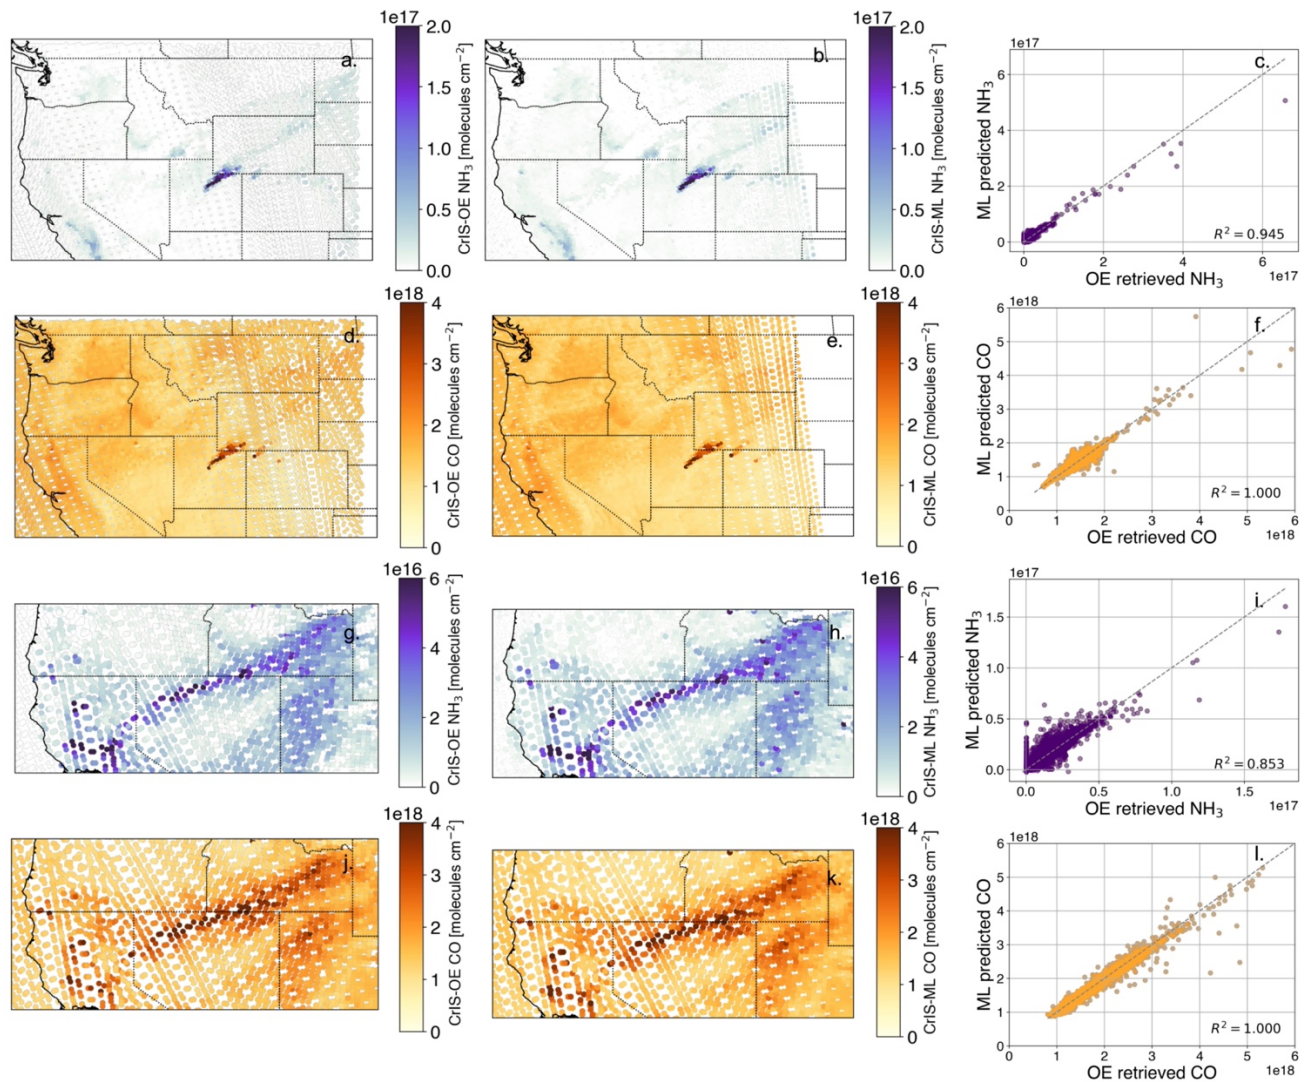 1e17
2.0
1.5
1.0
0.5
0.0
CrIS-OE NH₃ [molecules cm⁻²]
a.
1e17
2.0
1.5
1.0
0.5
0.0
CrIS-ML NH₃ [molecules cm⁻²]
b.
1e17
c.
6
4
2
0
ML predicted NH₃
R² = 0.945
0 2 4 6
OE retrieved NH₃
1e17
1e18
4
3
2
1
0
CrIS-OE CO [molecules cm⁻²]
d.
1e18
4
3
2
1
0
CrIS-ML CO [molecules cm⁻²]
e.
1e18
f.
6
5
4
3
2
1
0
ML predicted CO
R² = 1.000
0 1 2 3 4 5 6
OE retrieved CO
1e18
1e16
6
4
2
0
CrIS-OE NH₃ [molecules cm⁻²]
g.
1e16
6
4
2
0
CrIS-ML NH₃ [molecules cm⁻²]
h.
1e17
i.
1.5
1.0
0.5
0.0
ML predicted NH₃
R² = 0.853
0.0 0.5 1.0 1.5
OE retrieved NH₃
1e17
1e18
4
3
2
1
0
CrIS-OE CO [molecules cm⁻²]
j.
1e18
4
3
2
1
0
CrIS-ML CO [molecules cm⁻²]
k.
1e18
l.
6
5
4
3
2
1
0
ML predicted CO
R² = 1.000
0 1 2 3 4 5 6
OE retrieved CO
1e18